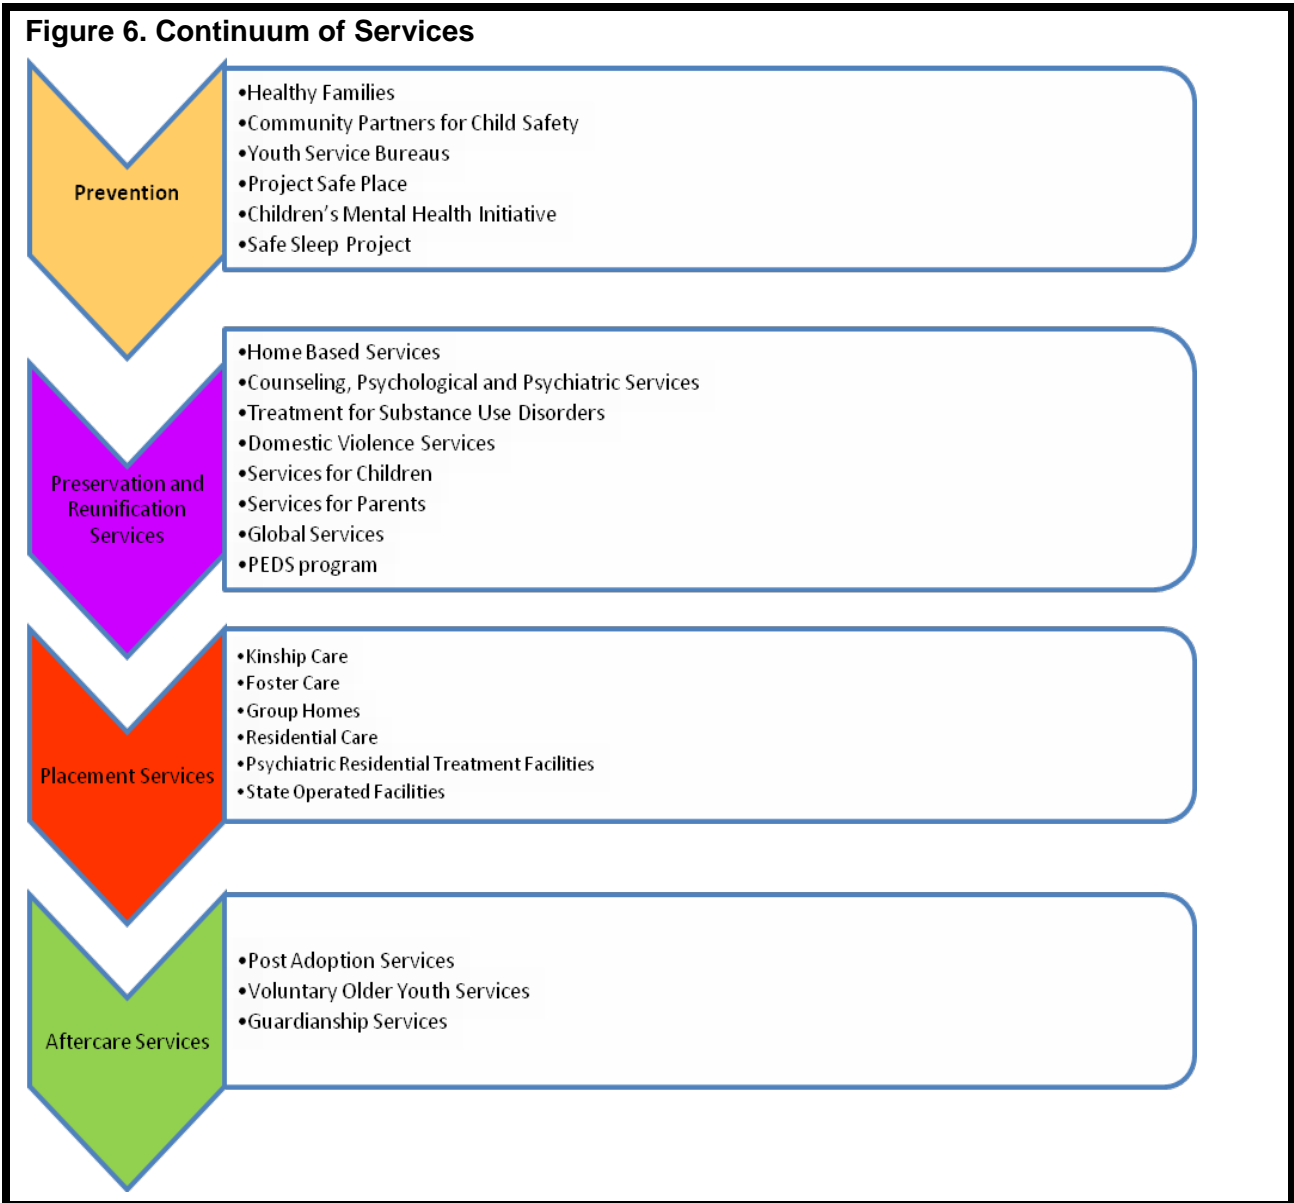 Figure 6. Continuum of Services
Prevention
•Healthy Families
•Community Partners for Child Safety
•Youth Service Bureaus
•Project Safe Place
•Children’s Mental Health Initiative
•Safe Sleep Project
Preservation and
Reunification
Services
•Home Based Services
•Counseling, Psychological and Psychiatric Services
•Treatment for Substance Use Disorders
•Domestic Violence Services
•Services for Children
•Services for Parents
•Global Services
•PEDS program
Placement Services
•Kinship Care
•Foster Care
•Group Homes
•Residential Care
•Psychiatric Residential Treatment Facilities
•State Operated Facilities
Aftercare Services
•Post Adoption Services
•Voluntary Older Youth Services
•Guardianship Services